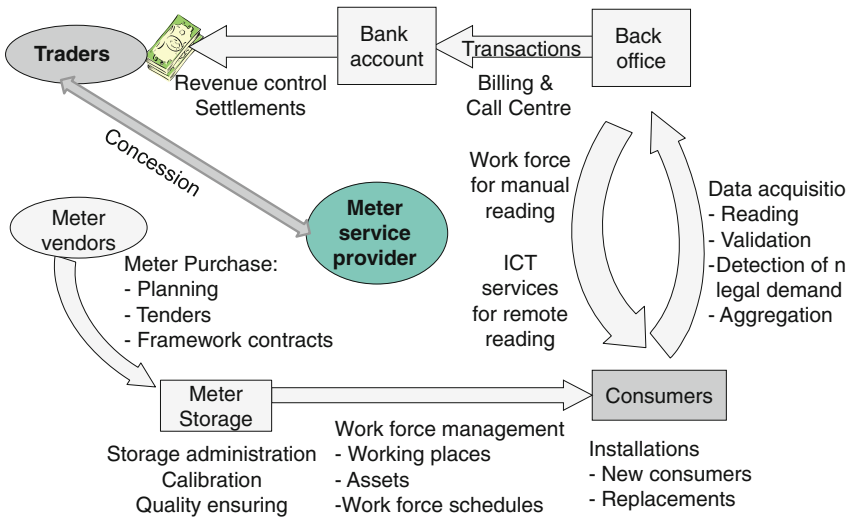 Traders
Bank
account
Transactions
Back
office
Revenue control
Settlements
Billing &
Call Centre
Concession
Work force
for manual
reading
Meter
vendors
Meter
service
provider
Data acquisitio
- Reading
- Validation
-Detection of n
legal demand
- Aggregation
Meter Purchase:
- Planning
- Tenders
- Framework contracts
ICT
services
for remote
reading
Meter
Storage
Consumers
Storage administration
Calibration
Quality ensuring
Work force management
- Working places
- Assets
-Work force schedules
Installations
- New consumers
- Replacements